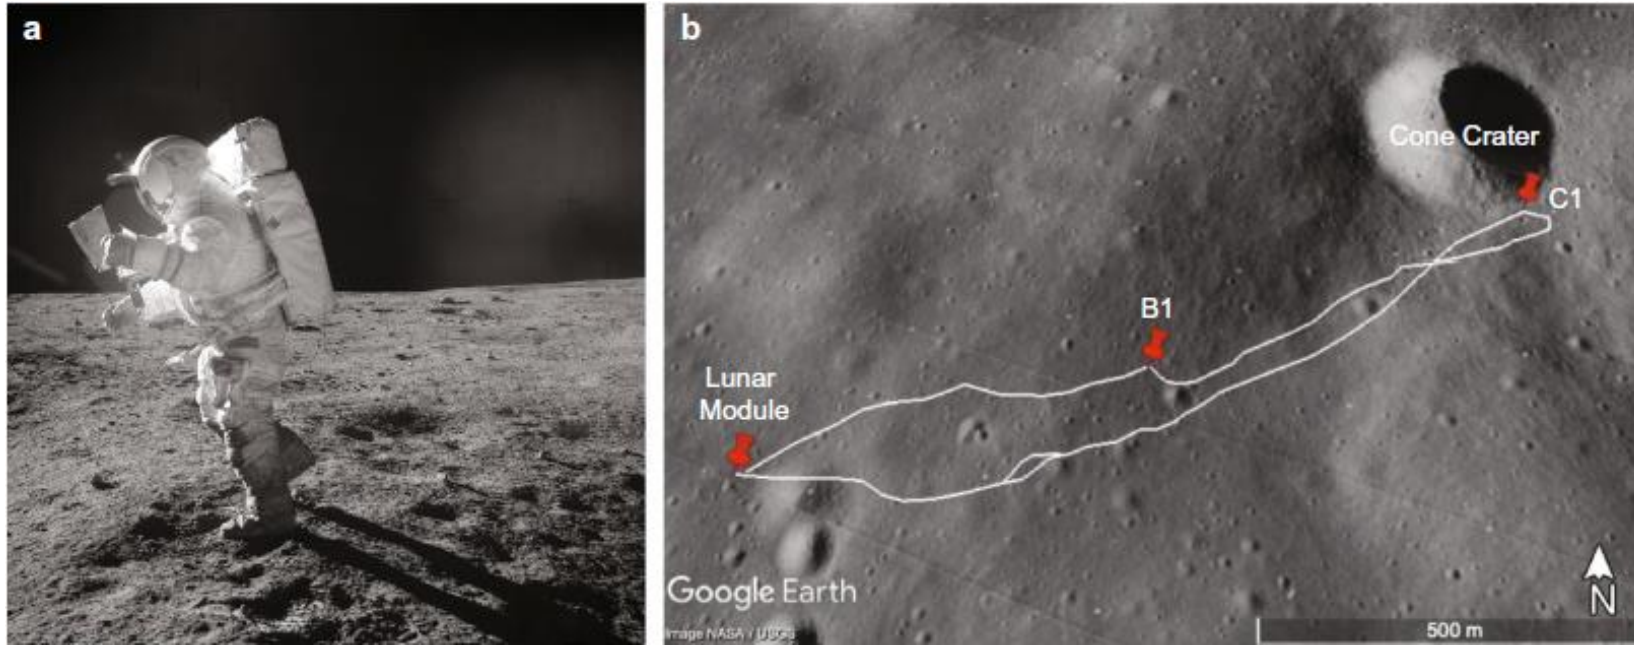 a
b
Cone Crater
C1
B1
Lunar
Module
Google Earth
Image NASA / USGS
N
500 m